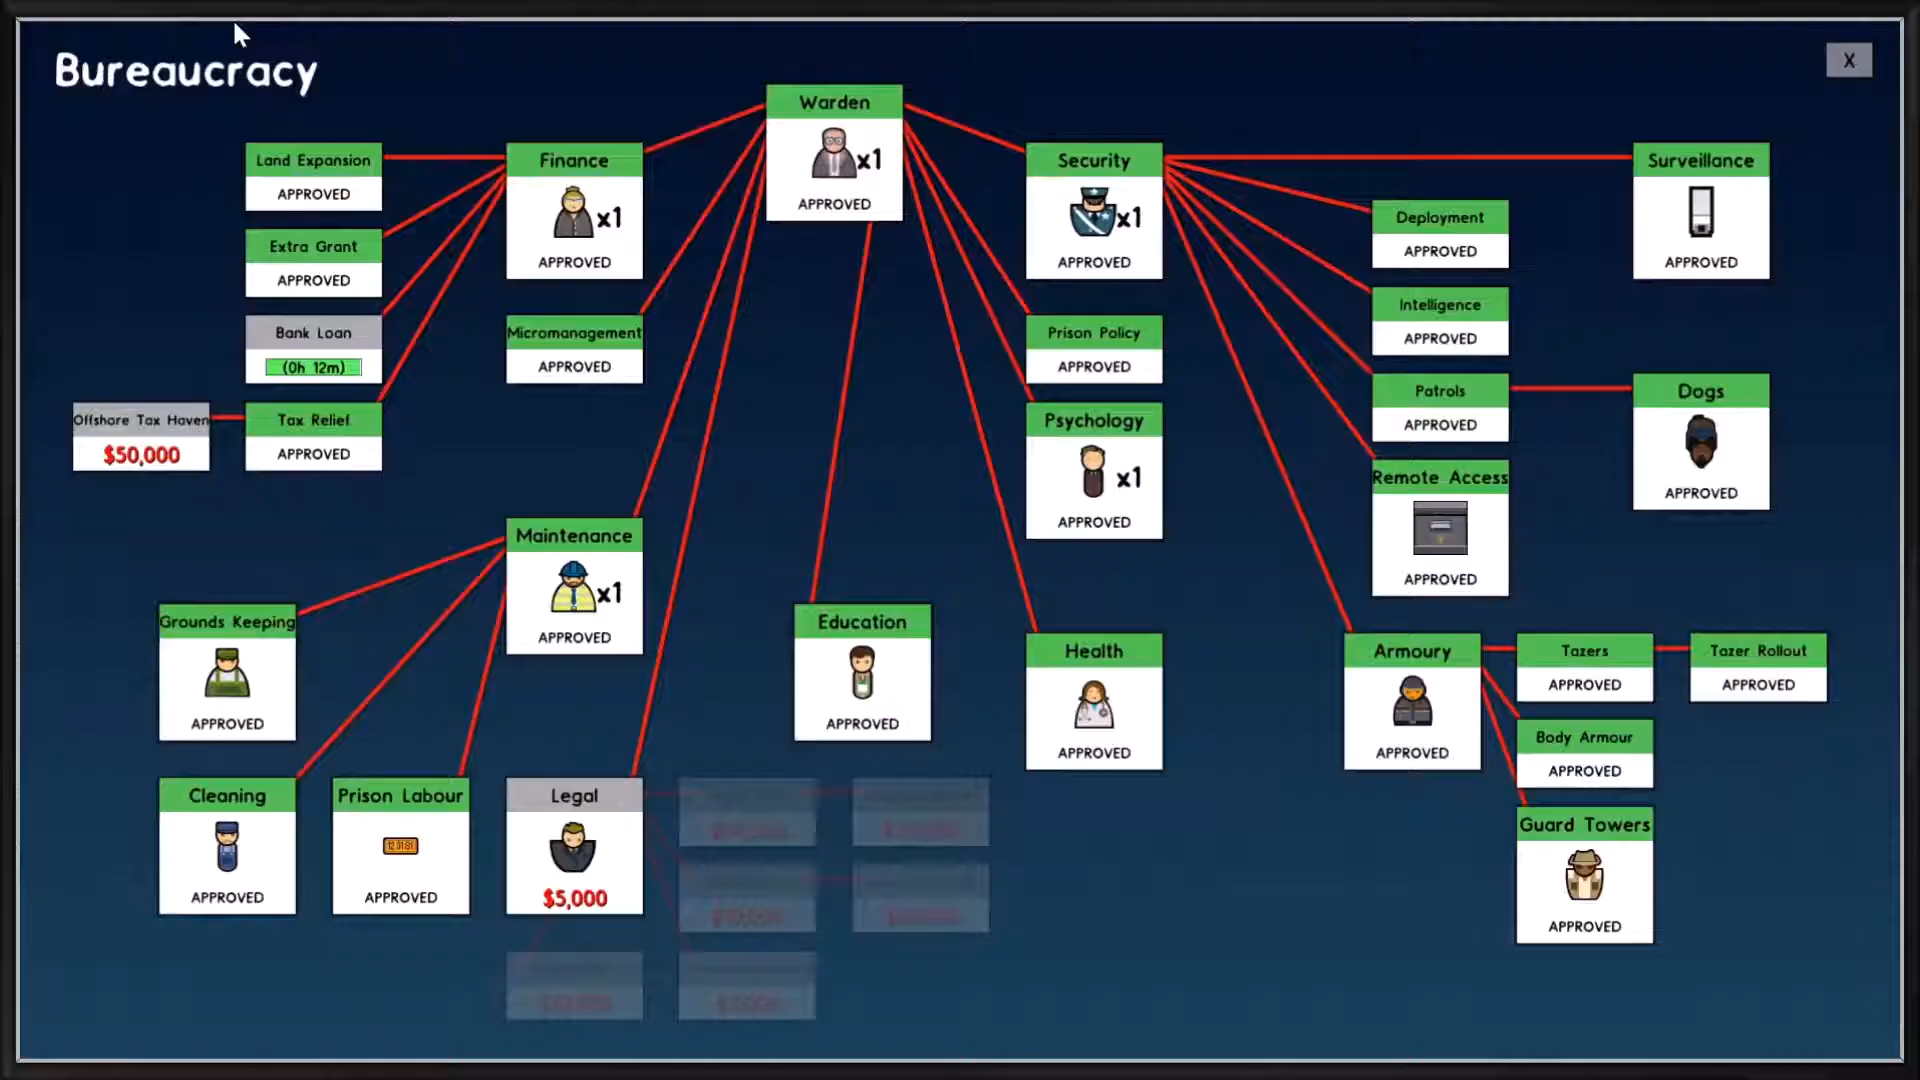 Bureaucracy
X
Warden
x1
APPROVED
Land Expansion
APPROVED
Finance
x1
APPROVED
Security
x1
APPROVED
Surveillance
APPROVED
Extra Grant
APPROVED
Deployment
APPROVED
Bank Loan
(0h 12m)
Micromanagement
APPROVED
Prison Policy
APPROVED
Intelligence
APPROVED
Offshore Tax Haven
$50,000
Tax Relief
APPROVED
Psychology
x1
APPROVED
Patrols
APPROVED
Dogs
APPROVED
Remote Access
APPROVED
Maintenance
x1
APPROVED
Grounds Keeping
APPROVED
Education
APPROVED
Health
APPROVED
Armoury
APPROVED
Tazers
APPROVED
Tazer Rollout
APPROVED
Body Armour
APPROVED
Cleaning
APPROVED
Prison Labour
1231.81
APPROVED
Legal
$5,000
Guard Towers
APPROVED